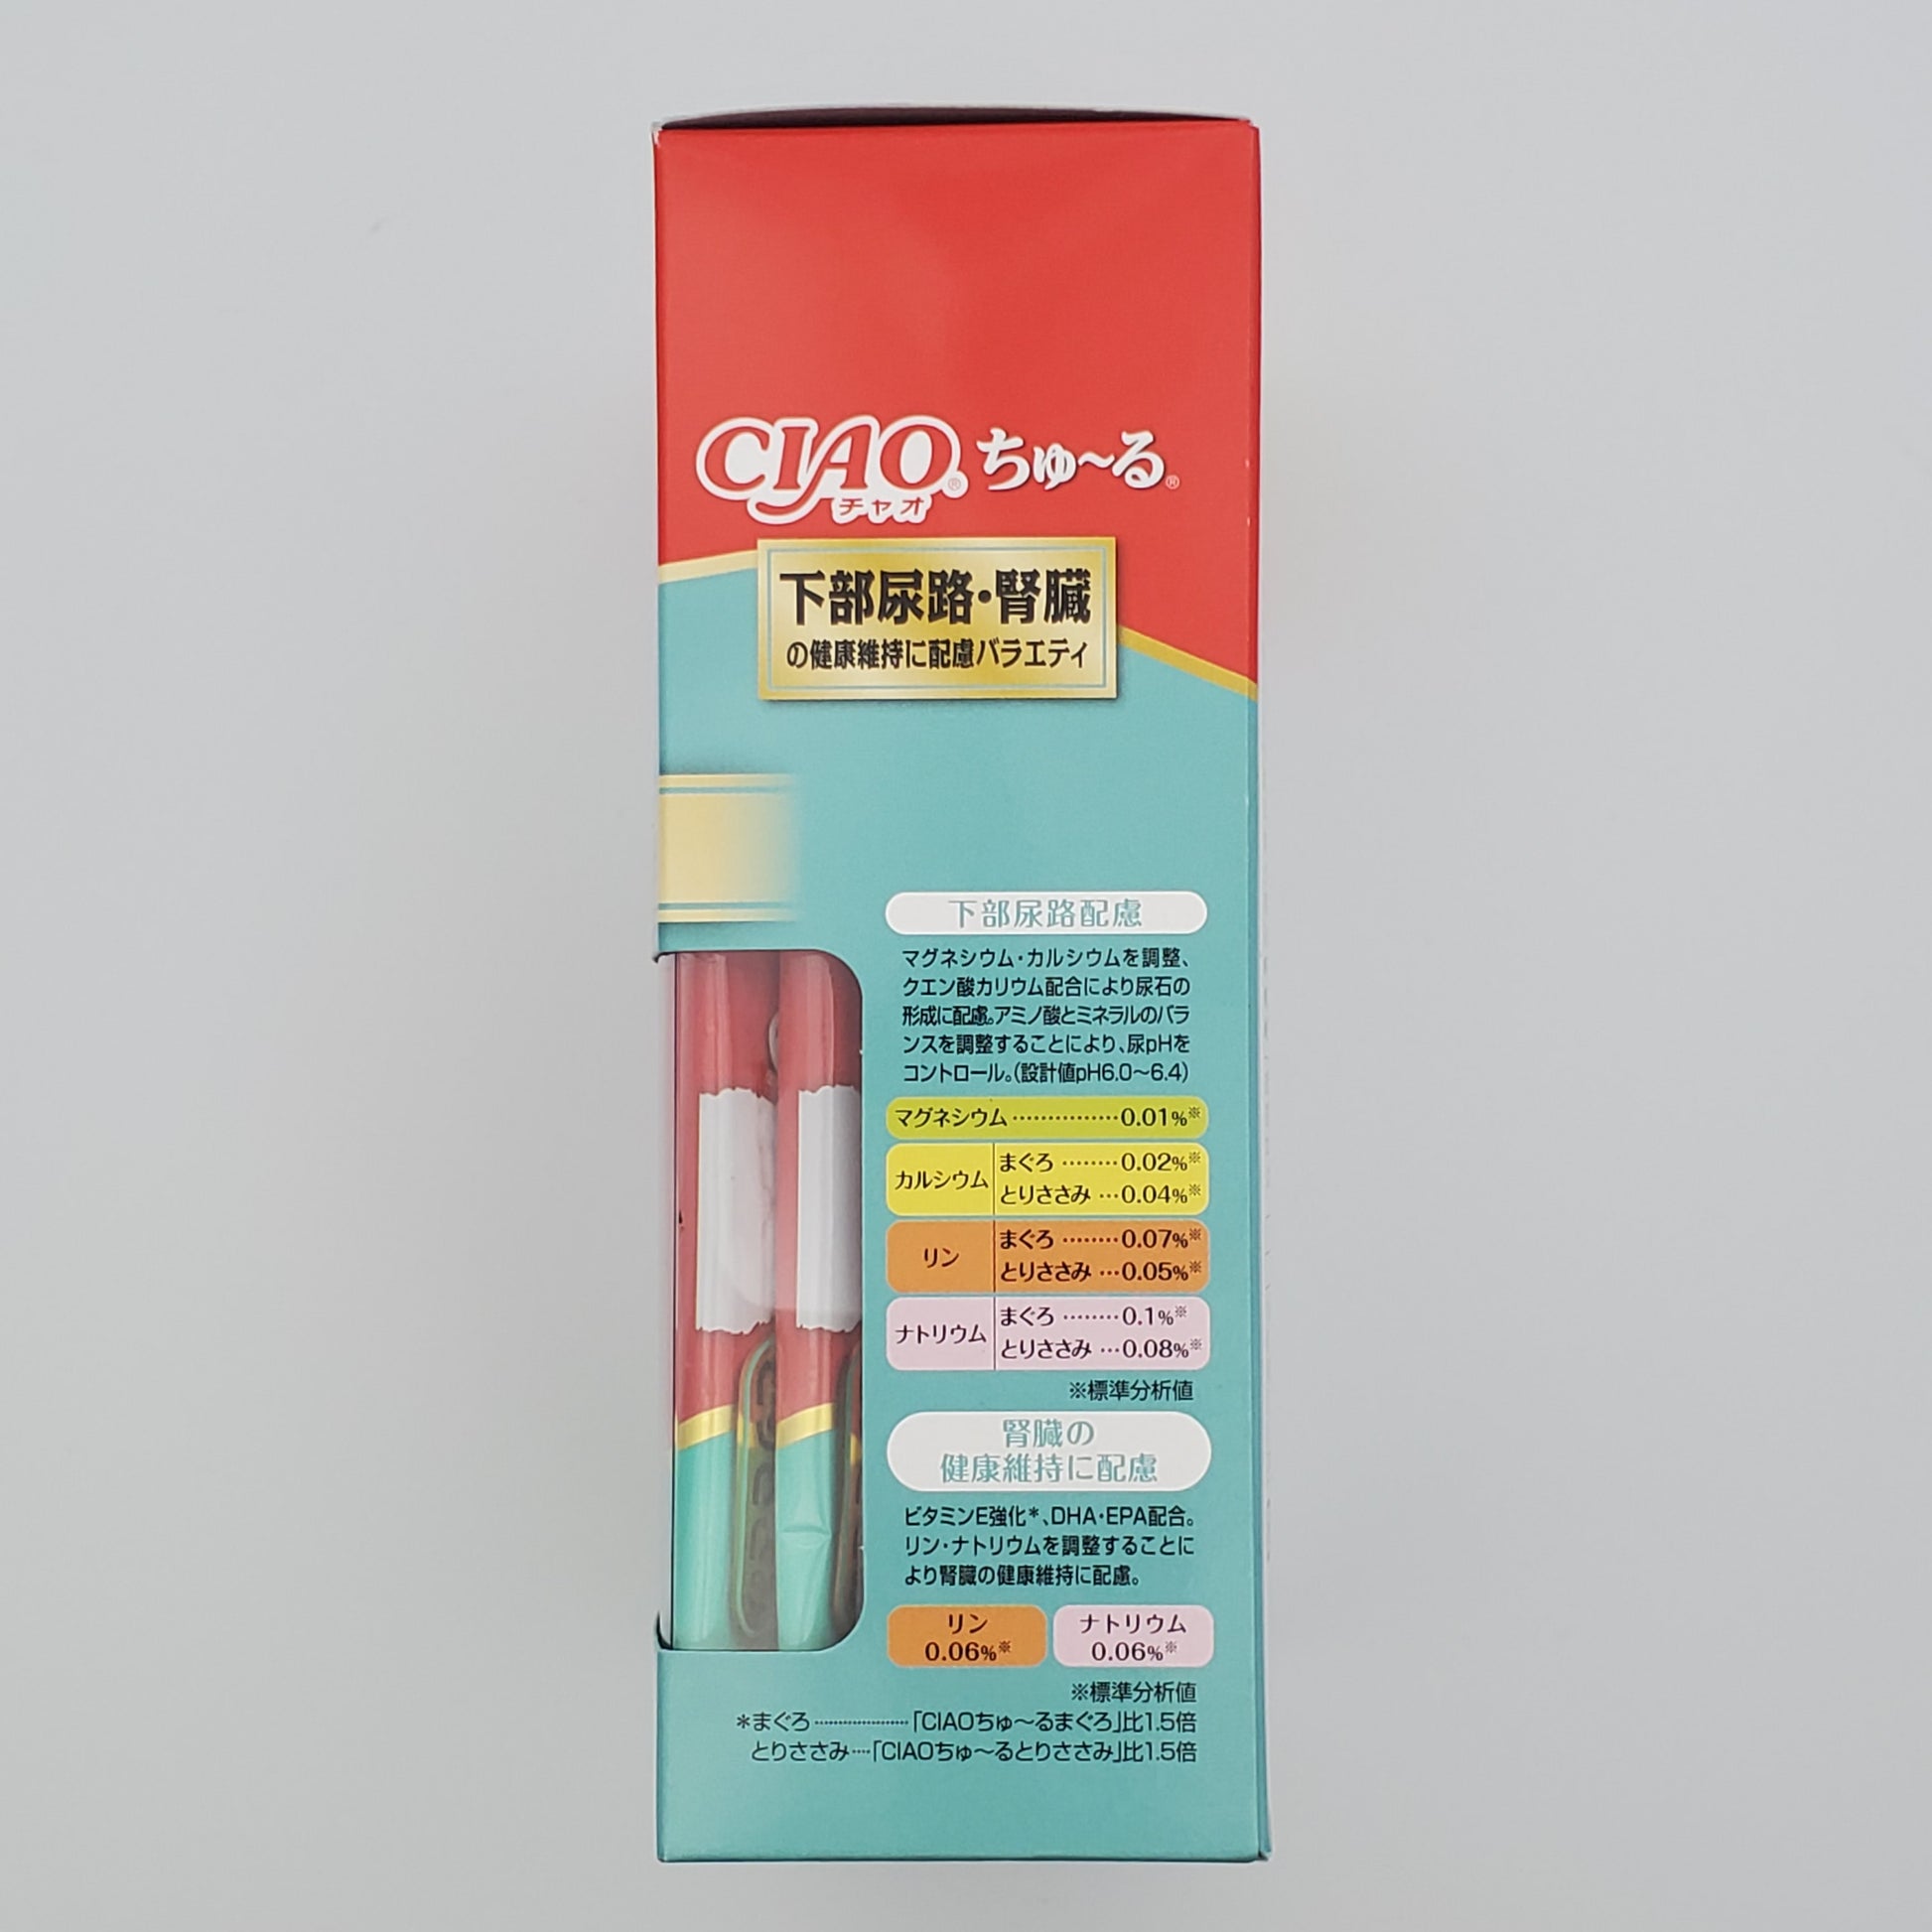 CIAO® ちゅ～る®
チャオ
下部尿路・腎臓
の健康維持に配慮バラエティ
下部尿路配慮
マグネシウム・カルシウムを調整、
クエン酸カリウム配合により尿石の
形成に配慮。アミノ酸とミネラルのバラ
ンスを調整することにより、尿pHを
コントロール。（設計値pH6.0～6.4）
マグネシウム……………0.01%※
カルシウム
まぐろ ………0.02%※
とりささみ …0.04%※
リン
まぐろ ………0.07%※
とりささみ …0.05%※
ナトリウム
まぐろ ………0.1%※
とりささみ …0.08%※
※標準分析値
腎臓の
健康維持に配慮
ビタミンE強化＊、DHA・EPA配合。
リン・ナトリウムを調整することに
より腎臓の健康維持に配慮。
リン
0.06%※
ナトリウム
0.06%※
※標準分析値
＊まぐろ…………………「CIAOちゅ～るまぐろ」比1.5倍
とりささみ…「CIAOちゅ～るとりささみ」比1.5倍